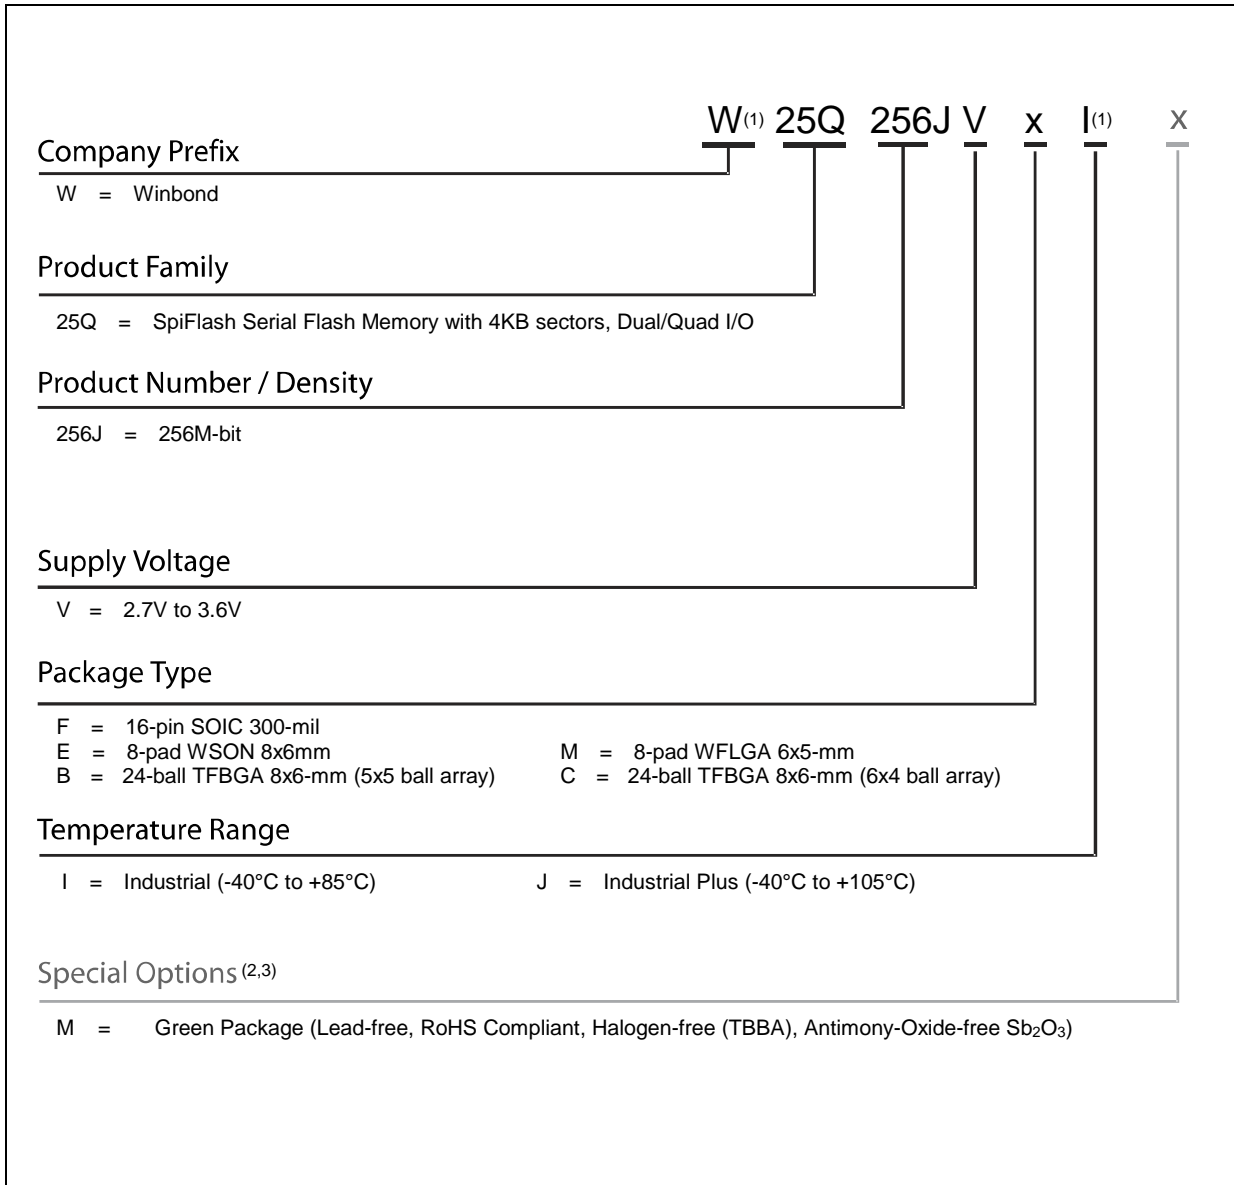 W(1) 25Q 256J V x I(1) x
Company Prefix
W = Winbond
Product Family
25Q = SpiFlash Serial Flash Memory with 4KB sectors, Dual/Quad I/O
Product Number / Density
256J = 256M-bit
Supply Voltage
V = 2.7V to 3.6V
Package Type
F = 16-pin SOIC 300-mil
E = 8-pad WSON 8x6mm M = 8-pad WFLGA 6x5-mm
B = 24-ball TFBGA 8x6-mm (5x5 ball array) C = 24-ball TFBGA 8x6-mm (6x4 ball array)
Temperature Range
I = Industrial (-40°C to +85°C) J = Industrial Plus (-40°C to +105°C)
Special Options (2,3)
M = Green Package (Lead-free, RoHS Compliant, Halogen-free (TBBA), Antimony-Oxide-free Sb₂O₃)